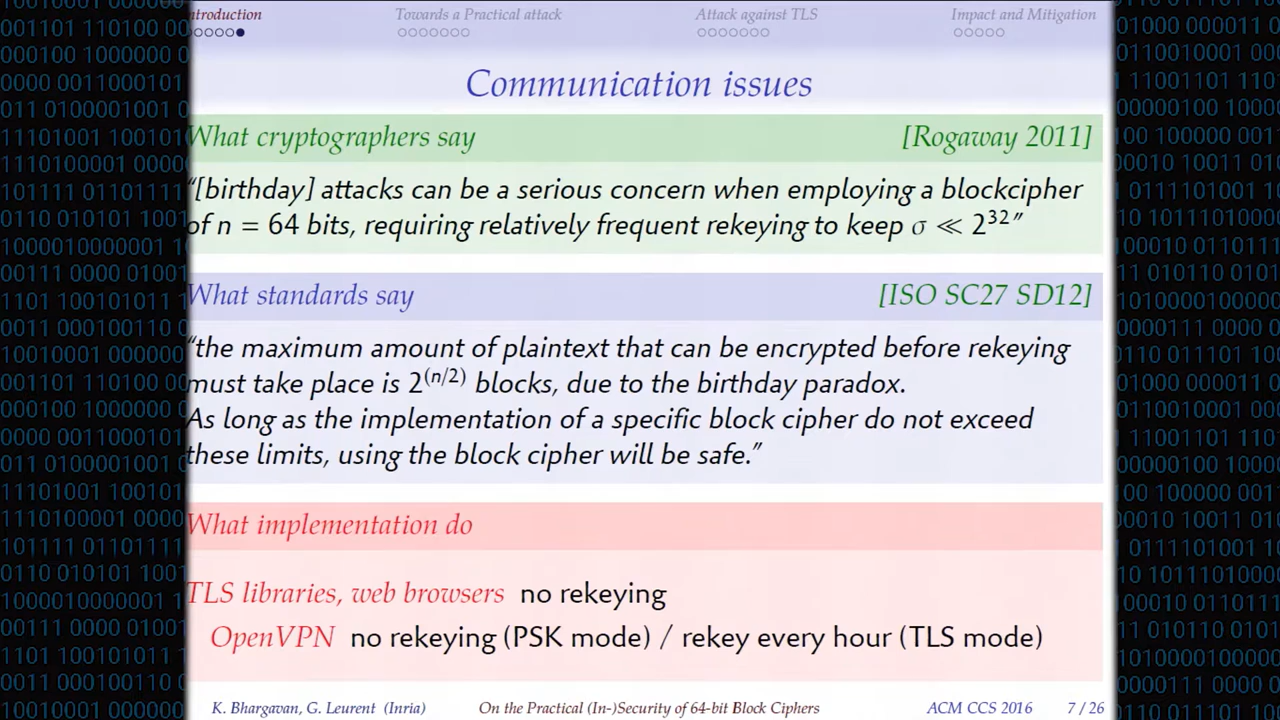 ntroduction Towards a Practical attack Attack against TLS Impact and Mitigation
Communication issues
What cryptographers say [Rogaway 2011]
“[birthday] attacks can be a serious concern when employing a blockcipher
of n = 64 bits, requiring relatively frequent rekeying to keep σ ≪ 2^32”
What standards say [ISO SC27 SD12]
“the maximum amount of plaintext that can be encrypted before rekeying
must take place is 2^(n/2) blocks, due to the birthday paradox.
As long as the implementation of a specific block cipher do not exceed
these limits, using the block cipher will be safe.”
What implementation do
TLS libraries, web browsers no rekeying
OpenVPN no rekeying (PSK mode) / rekey every hour (TLS mode)
K. Bhargavan, G. Leurent (Inria) On the Practical (In-)Security of 64-bit Block Ciphers ACM CCS 2016 7 / 26